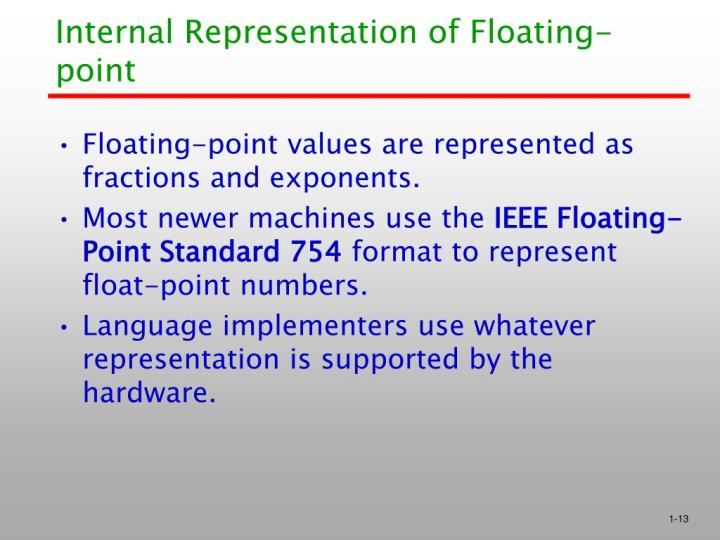 Internal Representation of Floating-
point
• Floating-point values are represented as
fractions and exponents.
• Most newer machines use the IEEE Floating-
Point Standard 754 format to represent
float-point numbers.
• Language implementers use whatever
representation is supported by the
hardware.
1-13